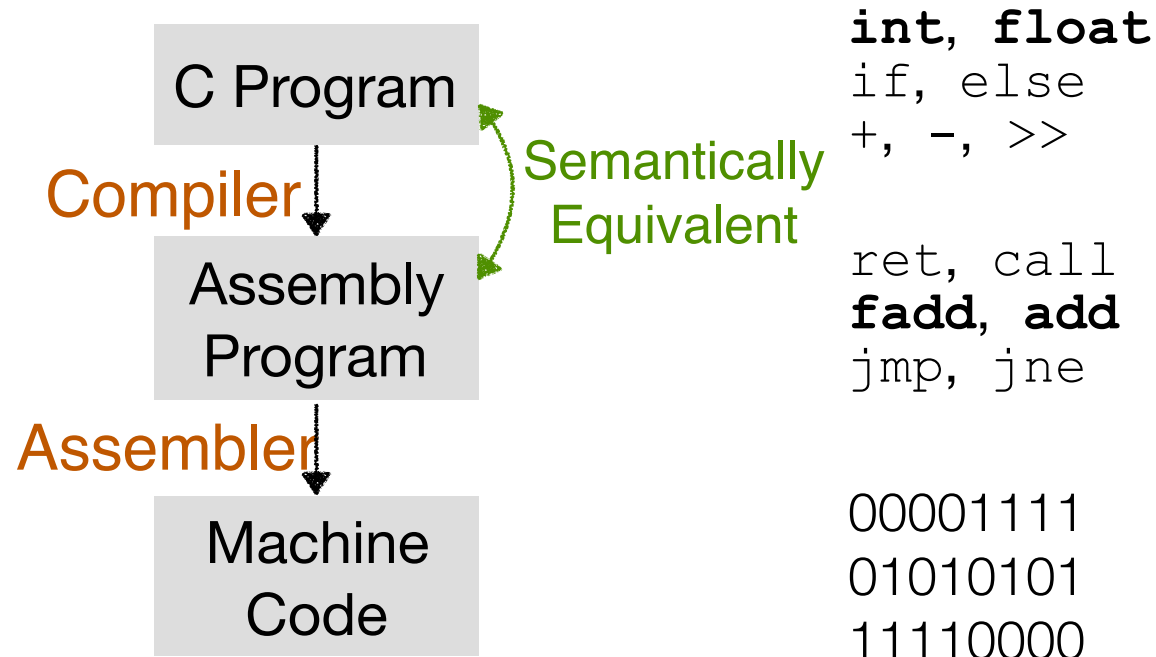 int, float
C Program
if, else
+, -, >>
Semantically
Equivalent
Compiler
ret, call
Assembly
Program
fadd, add
jmp, jne
Assembler
Machine
Code
00001111
01010101
11110000